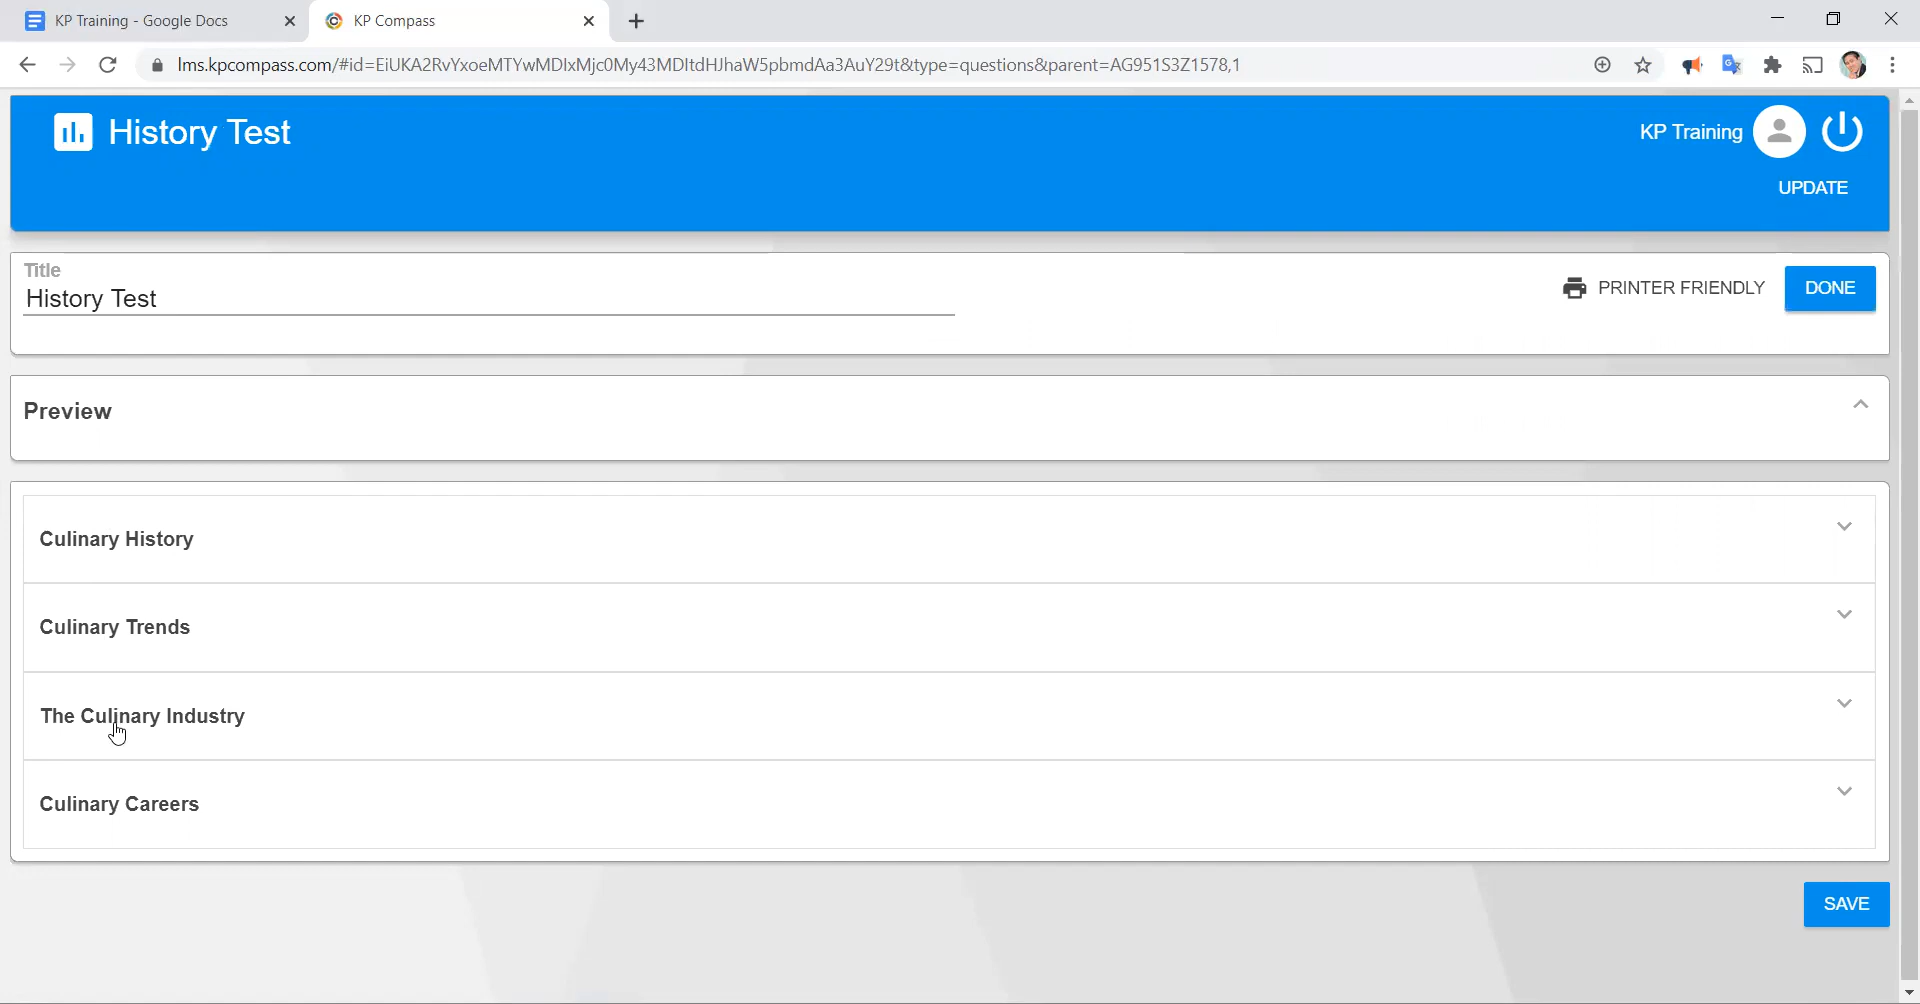 KP Training - Google Docs
KP Compass
lms.kpcompass.com/#id=EiUKA2RvYxoeMTYwMDIxMjc0My43MDItdHJhaW5pbmdAa3AuY29t&type=questions&parent=AG951S3Z1578,1
History Test
KP Training
UPDATE
Title
History Test
PRINTER FRIENDLY
DONE
Preview
Culinary History
Culinary Trends
The Culinary Industry
Culinary Careers
SAVE